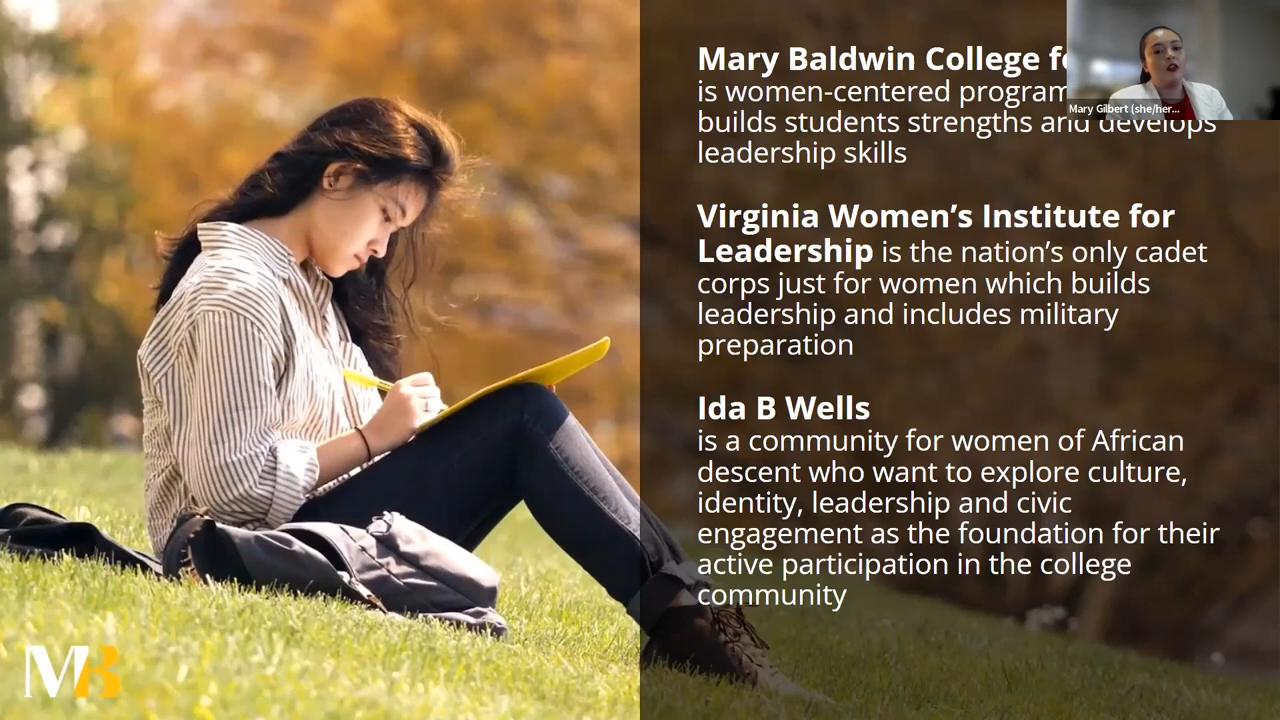 Mary Baldwin College
is women-centered program
builds students strengths and develops
leadership skills
Mary Gilbert (she/her...
Virginia Women’s Institute for
Leadership is the nation’s only cadet
corps just for women which builds
leadership and includes military
preparation
Ida B Wells
is a community for women of African
descent who want to explore culture,
identity, leadership and civic
engagement as the foundation for their
active participation in the college
community
MB